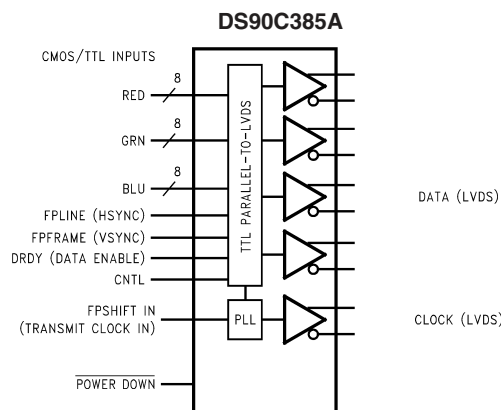 DS90C385A
CMOS/TTL INPUTS
8
RED
8
GRN
8
BLU
FPLINE (HSYNC)
FPFRAME (VSYNC)
DRDY (DATA ENABLE)
CNTL
FPSHIFT IN
(TRANSMIT CLOCK IN)
POWER DOWN
TTL PARALLEL-TO-LVDS
PLL
DATA (LVDS)
CLOCK (LVDS)